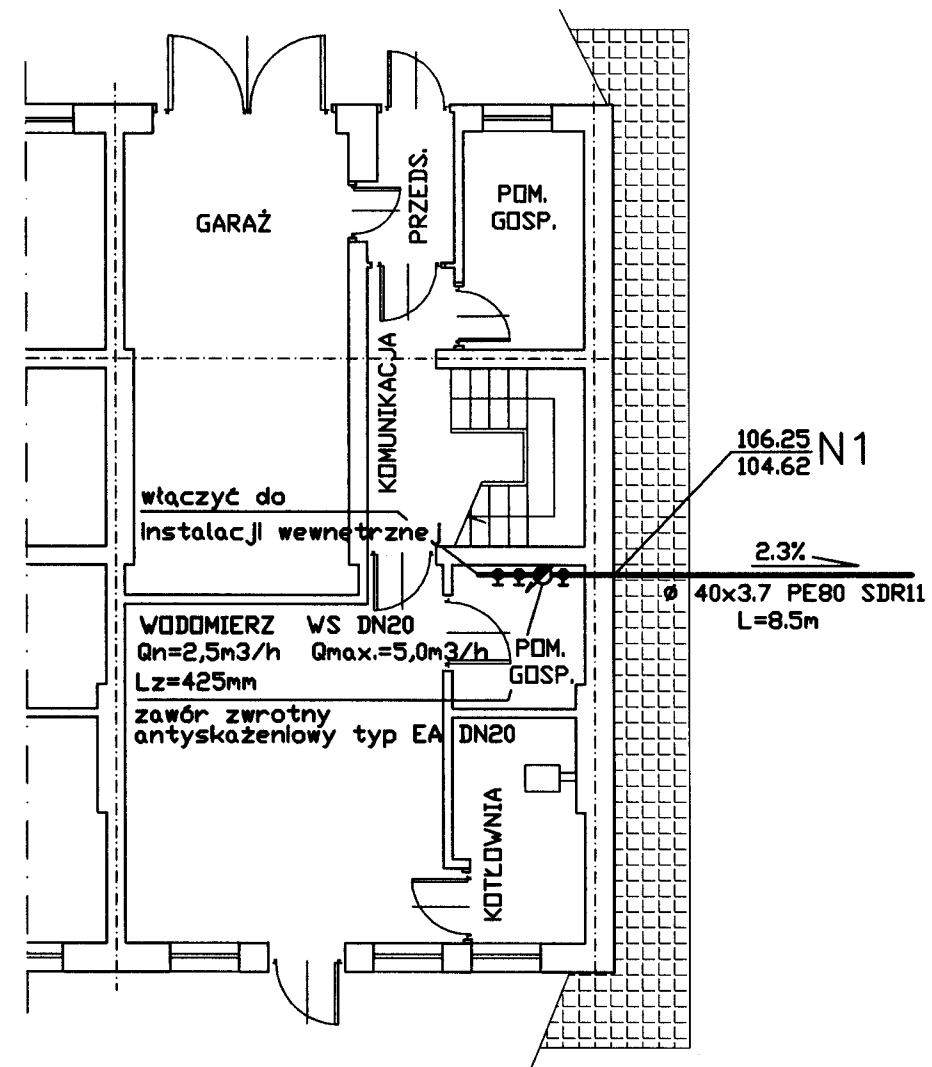 GARAŻ
PRZEDS.
POM.
GOSP.
KOMUNIKACJA
106.25
104.62
N1
włączyć do
instalacji wewnętrznej
2.3%
ø 40x3.7 PE80 SDR11
L=8.5m
WODOMIERZ WS DN20
Qn=2,5m3/h Qmax.=5,0m3/h
Lz=425mm
zawór zwrotny
antyskażeniowy typ EA DN20
POM.
GOSP.
KOTŁOWNIA